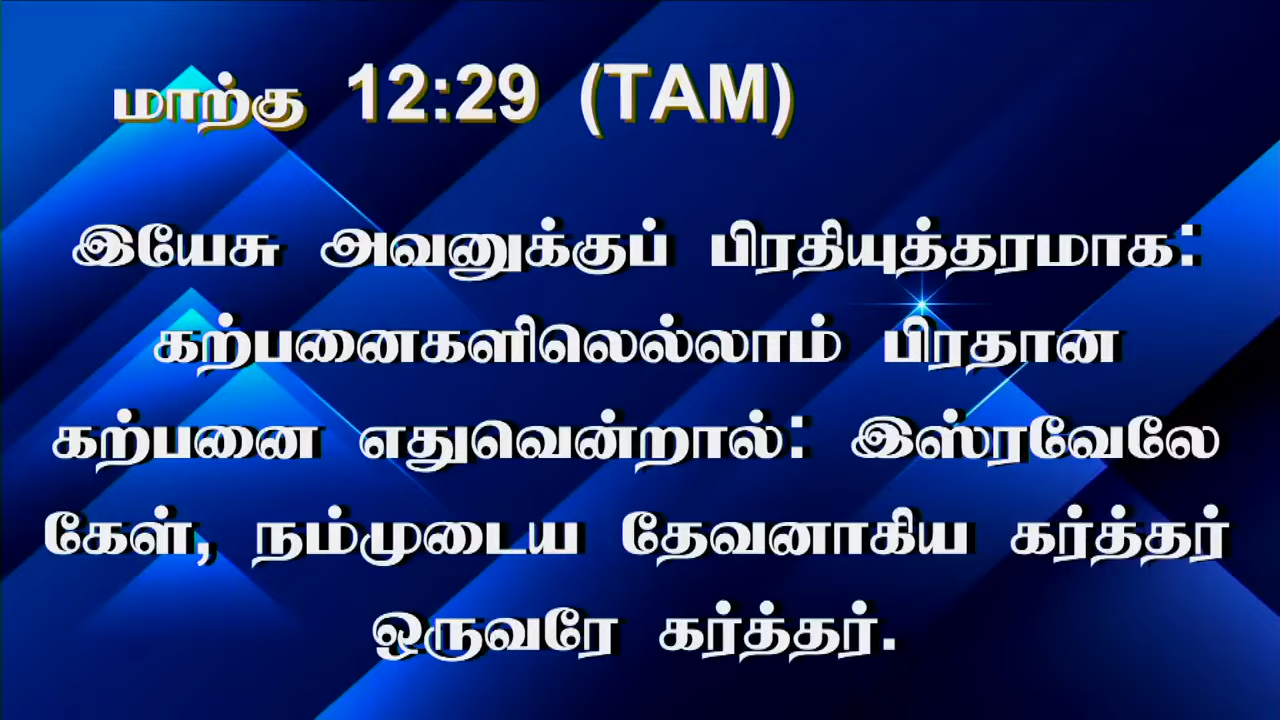 மாற்கு 12:29 (TAM)
இயேசு அவனுக்குப் பிரதியுத்தரமாக:
கற்பனைகளிலெல்லாம் பிரதான
கற்பனை எதுவென்றால்: இஸ்ரவேலே
கேள், நம்முடைய தேவனாகிய கர்த்தர்
ஒருவரே கர்த்தர்.